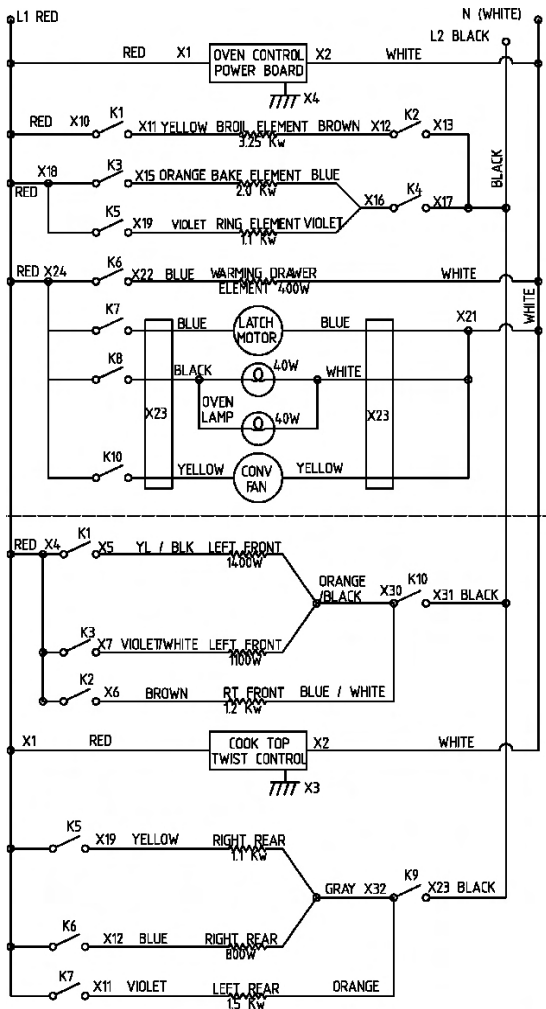 L1 RED N (WHITE)
L2 BLACK
RED X1 OVEN CONTROL X2 WHITE
POWER BOARD
X4
RED X10 K1 X11 YELLOW BROIL ELEMENT BROWN X12 K2 X13
3.25 Kw
BLACK
X18 K3 X15 ORANGE BAKE ELEMENT BLUE X16 K4 X17
RED 2.0 Kw
K5 X19 VIOLET RING ELEMENT VIOLET
1.1 Kw
RED X24 K6 X22 BLUE WARMING DRAWER WHITE
ELEMENT 400W
WHITE
K7 BLUE LATCH BLUE X21
MOTOR
K8 BLACK 40W WHITE
X23 OVEN X23
LAMP 40W
K10 YELLOW CONV YELLOW
FAN
RED X4 K1 X5 YL / BLK LEFT FRONT
1400W
ORANGE
/BLACK X30 K10 X31 BLACK
K3 X7 VIOLET/WHITE LEFT FRONT
1100W
K2 X6 BROWN RT FRONT BLUE / WHITE
1.2 Kw
X1 RED COOK TOP X2 WHITE
TWIST CONTROL
X3
K5 X19 YELLOW RIGHT REAR
1.1 Kw
GRAY X32 K9 X23 BLACK
K6 X12 BLUE RIGHT REAR
800W
K7 X11 VIOLET LEFT REAR ORANGE
1.5 Kw